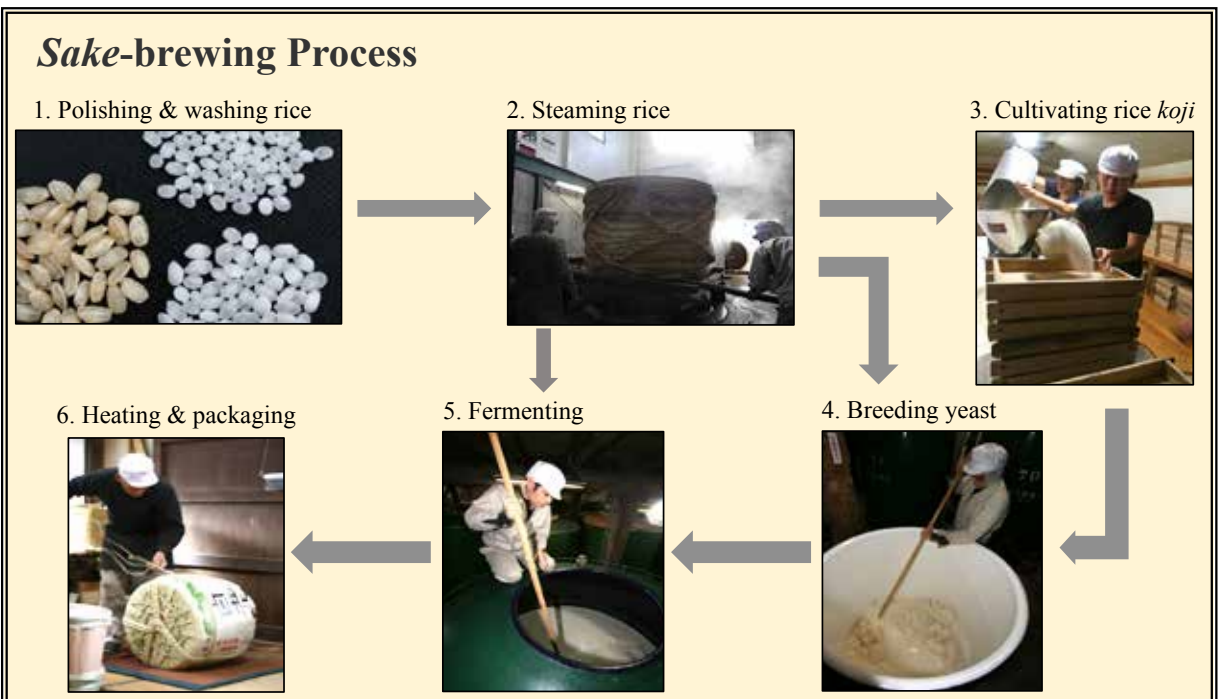 Sake-brewing Process
1. Polishing & washing rice
2. Steaming rice
3. Cultivating rice koji
4. Breeding yeast
5. Fermenting
6. Heating & packaging